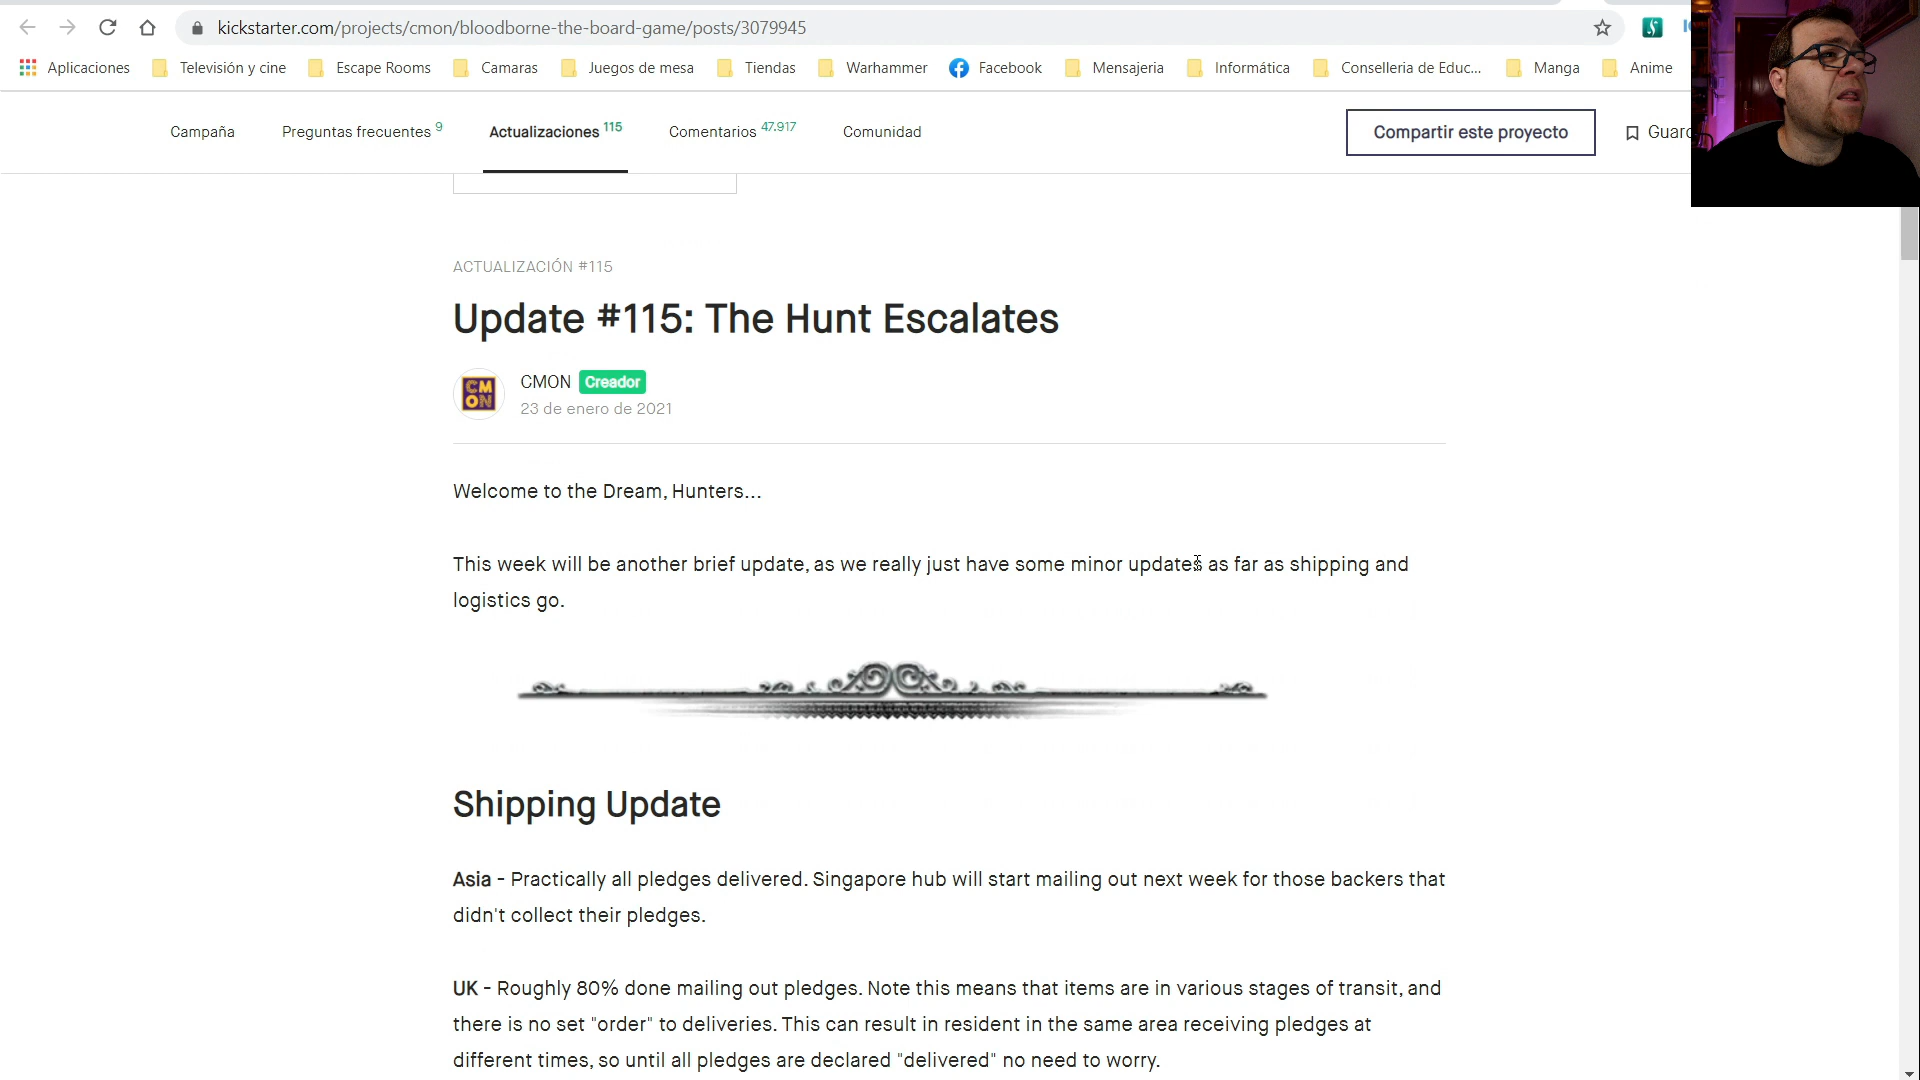 kickstarter.com/projects/cmon/bloodborne-the-board-game/posts/3079945
Aplicaciones Televisión y cine Escape Rooms Camaras Juegos de mesa Tiendas Warhammer Facebook Mensajeria Informática Conselleria de Educ... Manga Anime
Campaña Preguntas frecuentes 9 Actualizaciones 115 Comentarios 47.917 Comunidad Compartir este proyecto
ACTUALIZACIÓN #115
Update #115: The Hunt Escalates
CMON Creador
23 de enero de 2021
Welcome to the Dream, Hunters...
This week will be another brief update, as we really just have some minor updates as far as shipping and
logistics go.
Shipping Update
Asia - Practically all pledges delivered. Singapore hub will start mailing out next week for those backers that
didn't collect their pledges.
UK - Roughly 80% done mailing out pledges. Note this means that items are in various stages of transit, and
there is no set "order" to deliveries. This can result in resident in the same area receiving pledges at
different times, so until all pledges are declared "delivered" no need to worry.